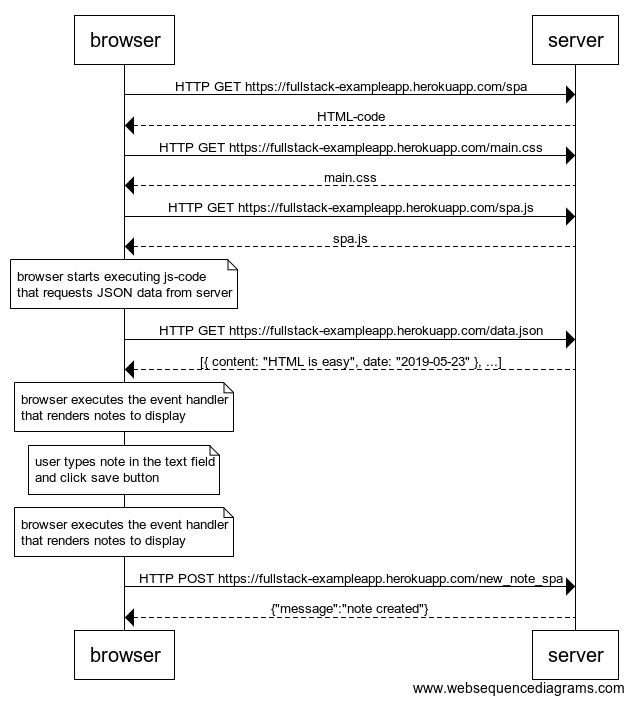 browser
server
HTTP GET https://fullstack-exampleapp.herokuapp.com/spa
HTML-code
HTTP GET https://fullstack-exampleapp.herokuapp.com/main.css
main.css
HTTP GET https://fullstack-exampleapp.herokuapp.com/spa.js
spa.js
browser starts executing js-code
that requests JSON data from server
HTTP GET https://fullstack-exampleapp.herokuapp.com/data.json
[{ content: "HTML is easy", date: "2019-05-23" }, ...]
browser executes the event handler
that renders notes to display
user types note in the text field
and click save button
browser executes the event handler
that renders notes to display
HTTP POST https://fullstack-exampleapp.herokuapp.com/new_note_spa
{"message":"note created"}
browser
server
www.websequencediagrams.com